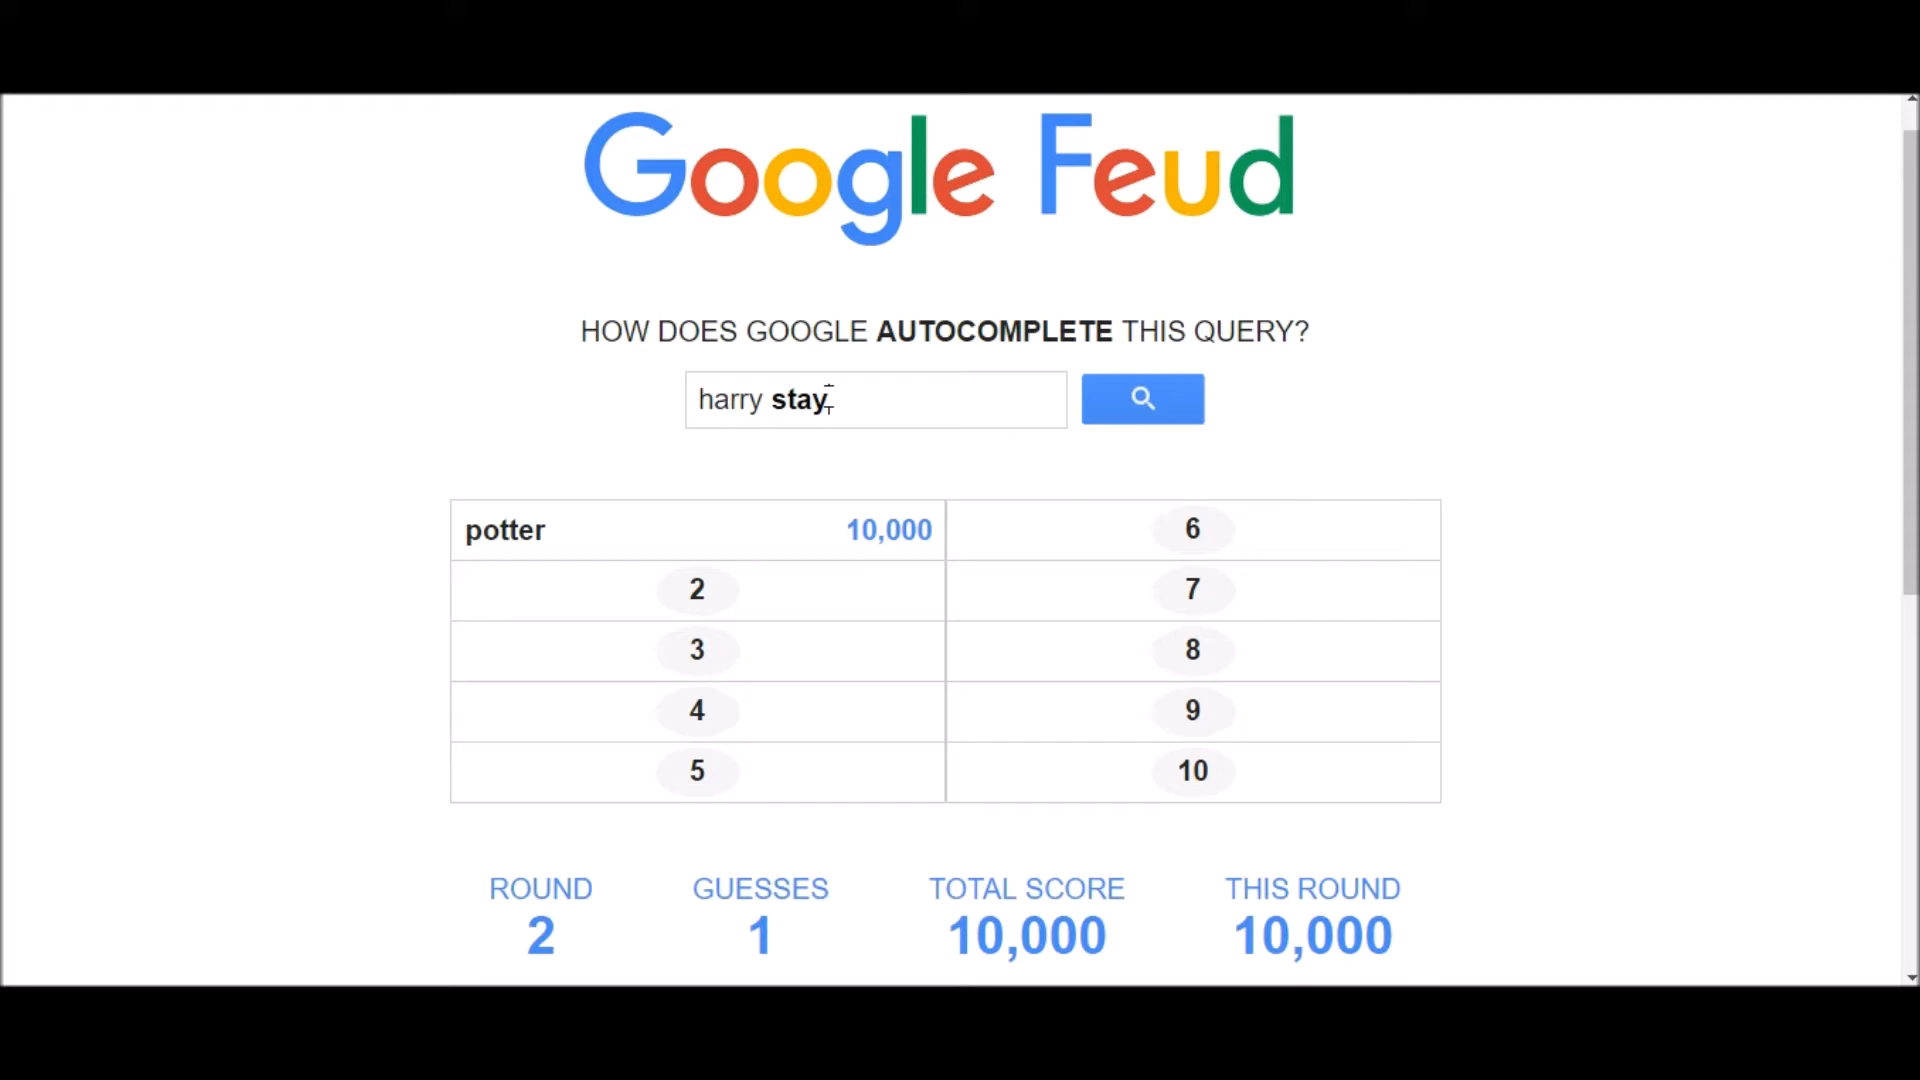 Google Feud
HOW DOES GOOGLE AUTOCOMPLETE THIS QUERY?
harry stay
potter 10,000 6
2 7
3 8
4 9
5 10
ROUND GUESSES TOTAL SCORE THIS ROUND
2 1 10,000 10,000